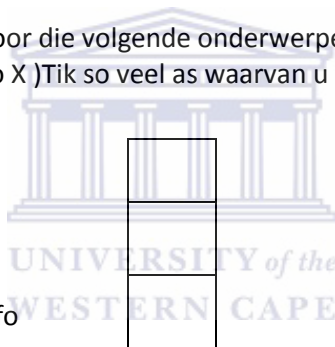 oor die volgende onderwerpe
o X )Tik so veel as waarvan u
UNIVERSITY of the
WESTERN CAPE
fo